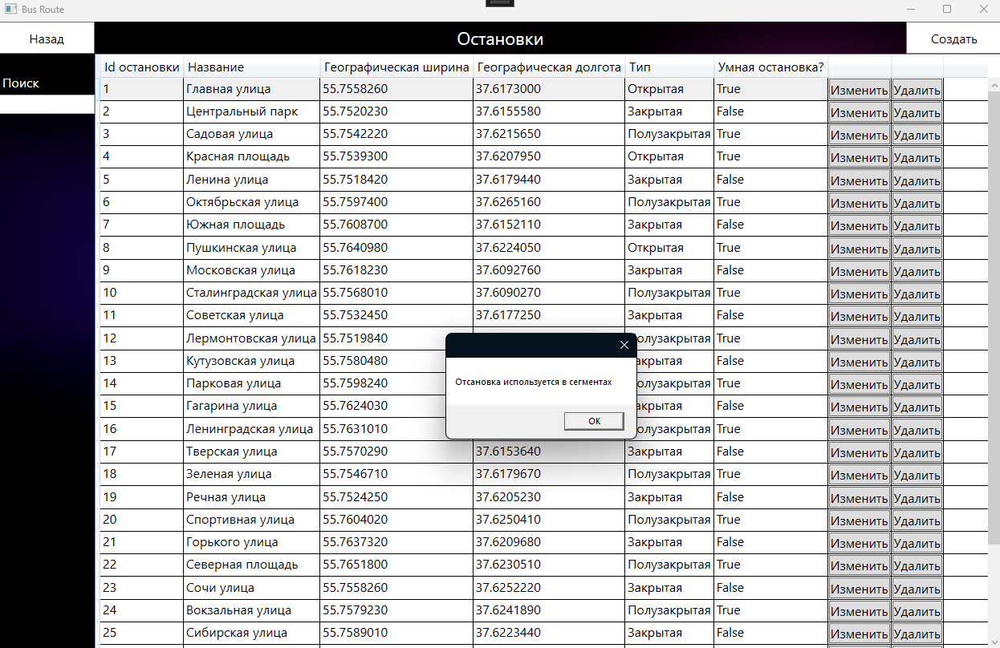 Bus Route
Назад Остановки Создать
Поиск
Id остановки Название Географическая ширина Географическая долгота Тип Умная остановка?
1 Главная улица 55.7558260 37.6173000 Открытая True Изменить Удалить
2 Центральный парк 55.7520230 37.6155580 Закрытая False Изменить Удалить
3 Садовая улица 55.7542220 37.6215650 Полузакрытая True Изменить Удалить
4 Красная площадь 55.7539300 37.6207950 Открытая True Изменить Удалить
5 Ленина улица 55.7518420 37.6179440 Закрытая False Изменить Удалить
6 Октябрьская улица 55.7597400 37.6265160 Полузакрытая True Изменить Удалить
7 Южная площадь 55.7608700 37.6152110 Закрытая False Изменить Удалить
8 Пушкинская улица 55.7640980 37.6224050 Открытая True Изменить Удалить
9 Московская улица 55.7618230 37.6092760 Закрытая False Изменить Удалить
10 Сталинградская улица 55.7568010 37.6090270 Полузакрытая True Изменить Удалить
11 Советская улица 55.7532450 37.6177250 Закрытая False Изменить Удалить
12 Лермонтовская улица 55.7519840 олузакрытая True Изменить Удалить
13 Кутузовская улица 55.7580480 акрытая False Изменить Удалить
14 Парковая улица 55.7598240 олузакрытая True Изменить Удалить
15 Гагарина улица 55.7624030 акрытая False Изменить Удалить
16 Ленинградская улица 55.7631010 олузакрытая True Изменить Удалить
Отсановка используется в сегментах
ОК
17 Тверская улица 55.7570290 37.6153640 Закрытая False Изменить Удалить
18 Зеленая улица 55.7546710 37.6179670 Полузакрытая True Изменить Удалить
19 Речная улица 55.7524250 37.6205230 Закрытая False Изменить Удалить
20 Спортивная улица 55.7604020 37.6250410 Полузакрытая True Изменить Удалить
21 Горького улица 55.7637320 37.6209680 Закрытая False Изменить Удалить
22 Северная площадь 55.7651800 37.6230510 Полузакрытая True Изменить Удалить
23 Сочи улица 55.7558260 37.6252220 Закрытая False Изменить Удалить
24 Вокзальная улица 55.7579230 37.6241890 Полузакрытая True Изменить Удалить
25 Сибирская улица 55.7589010 37.6223440 Закрытая False Изменить Удалить